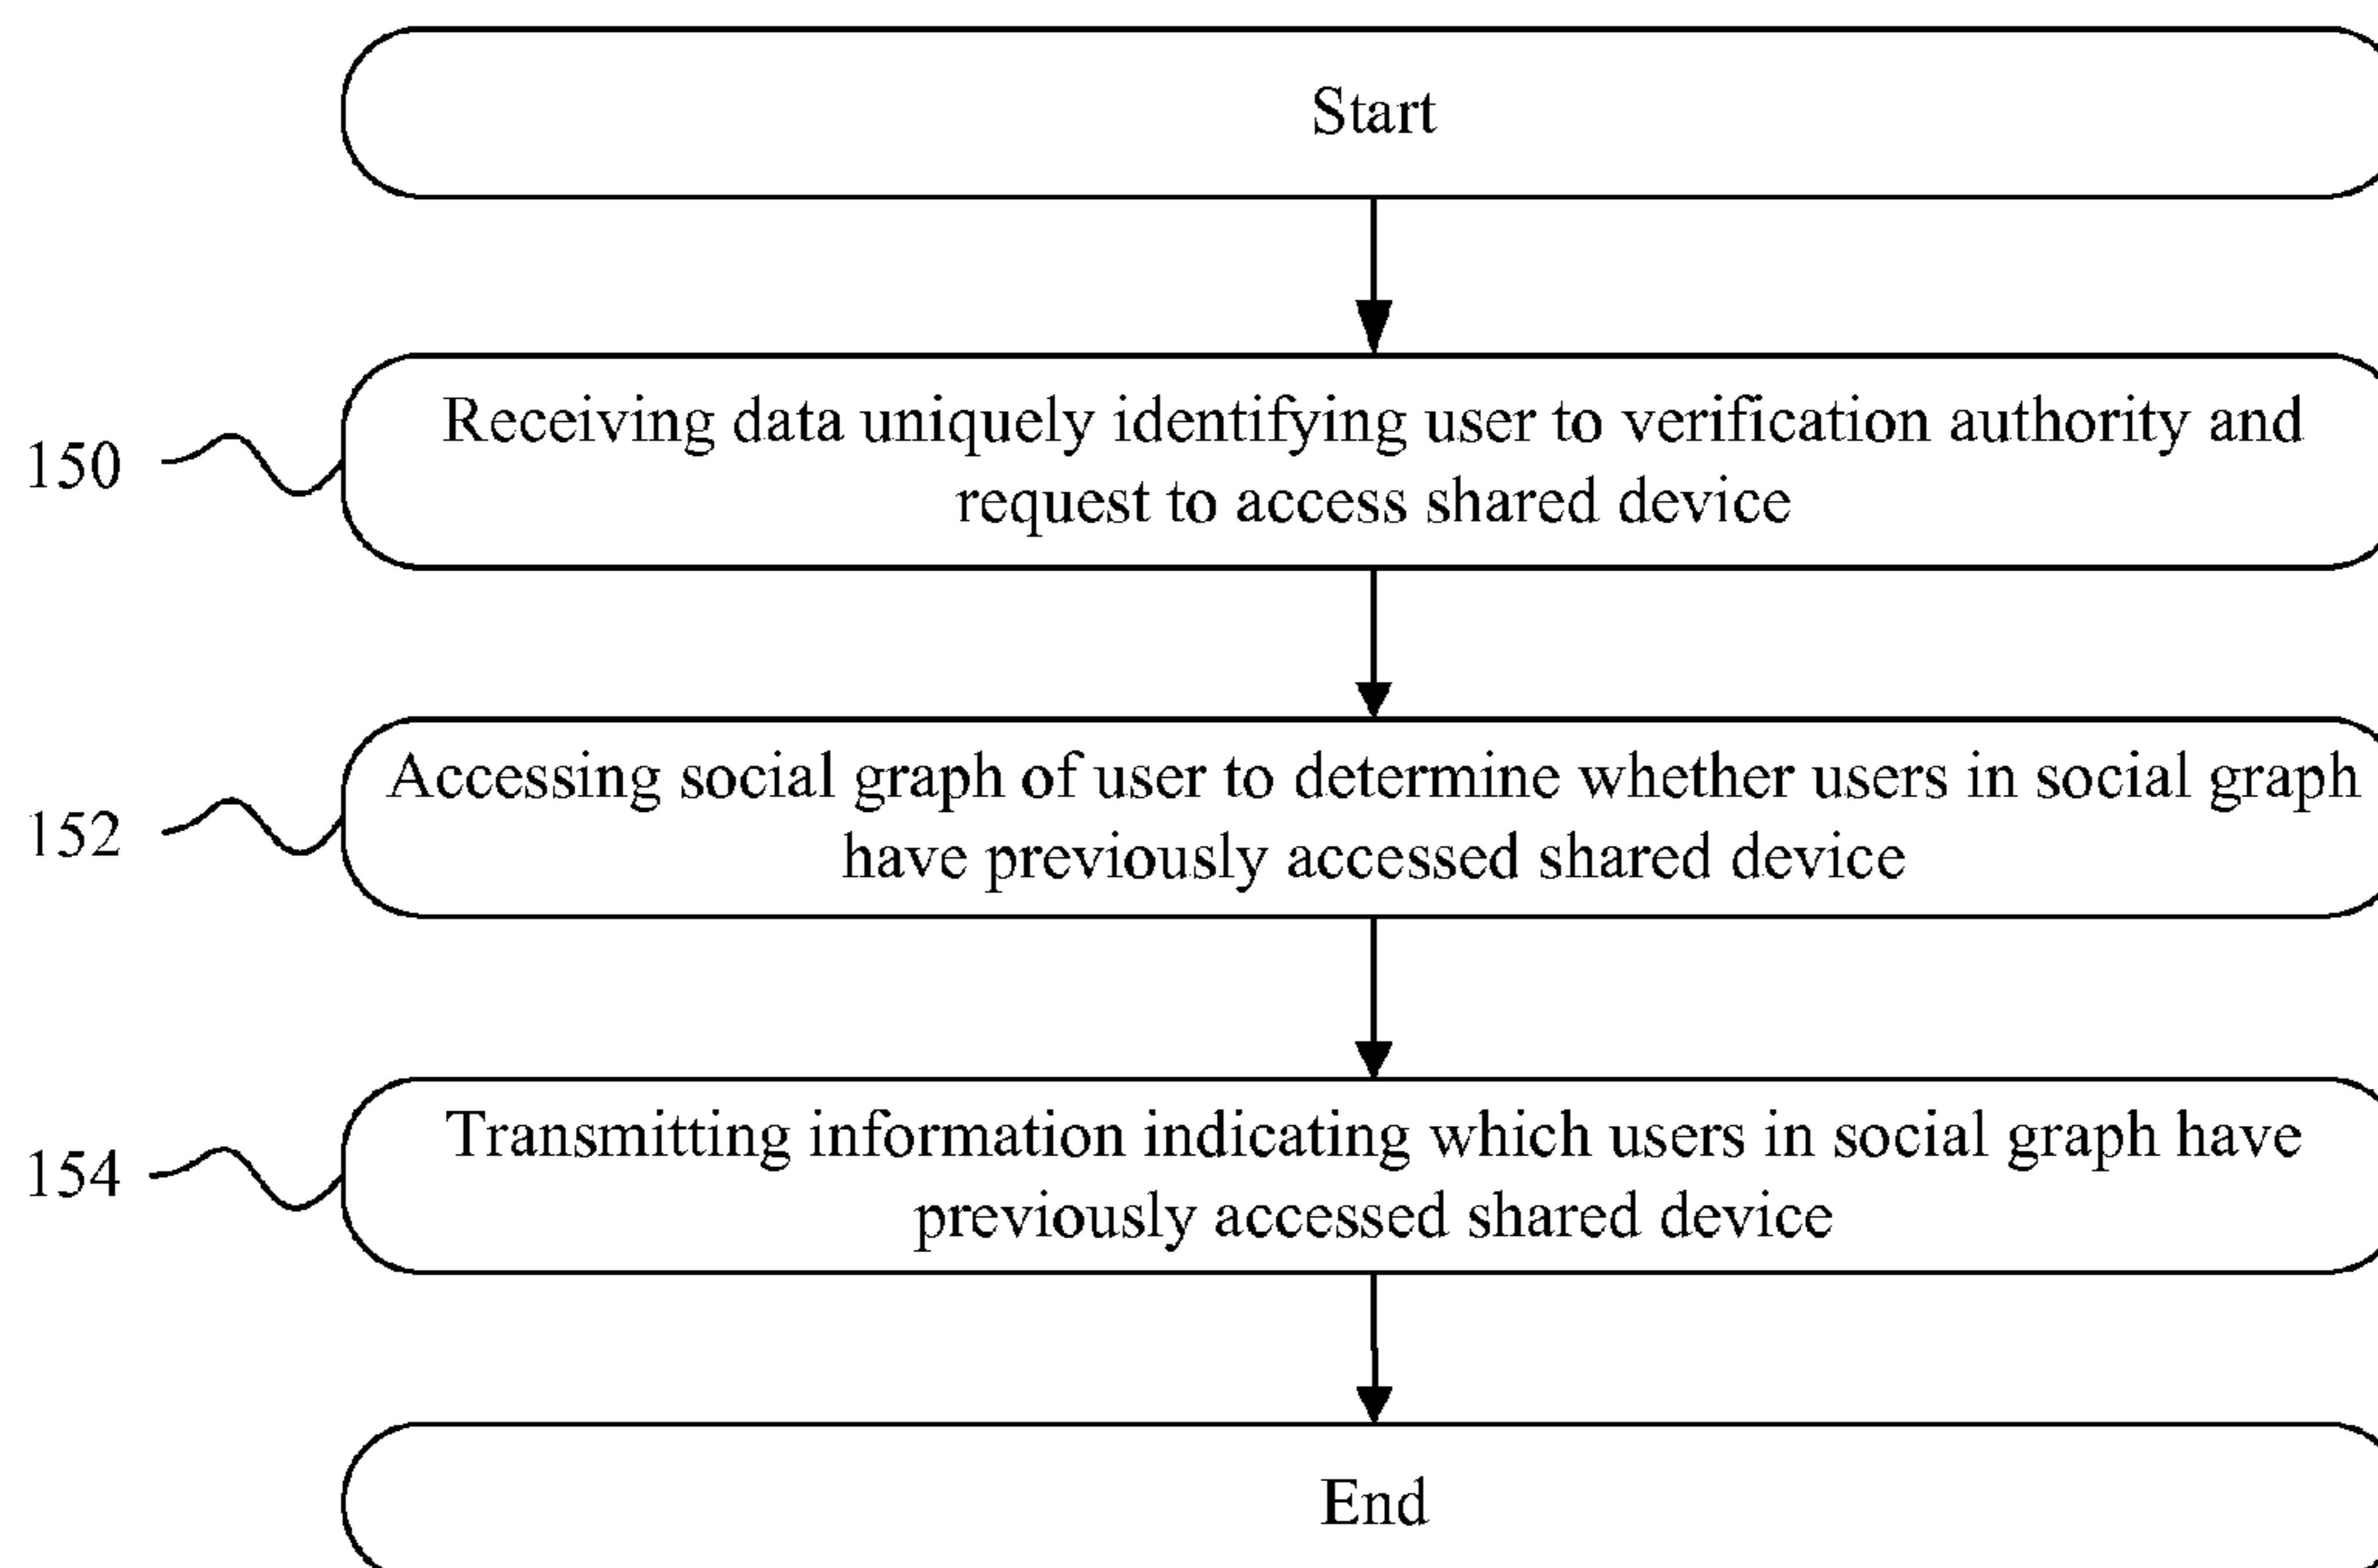 Start
150
Receiving data uniquely identifying user to verification authority and
request to access shared device
152
Accessing social graph of user to determine whether users in social graph
have previously accessed shared device
154
Transmitting information indicating which users in social graph have
previously accessed shared device
End